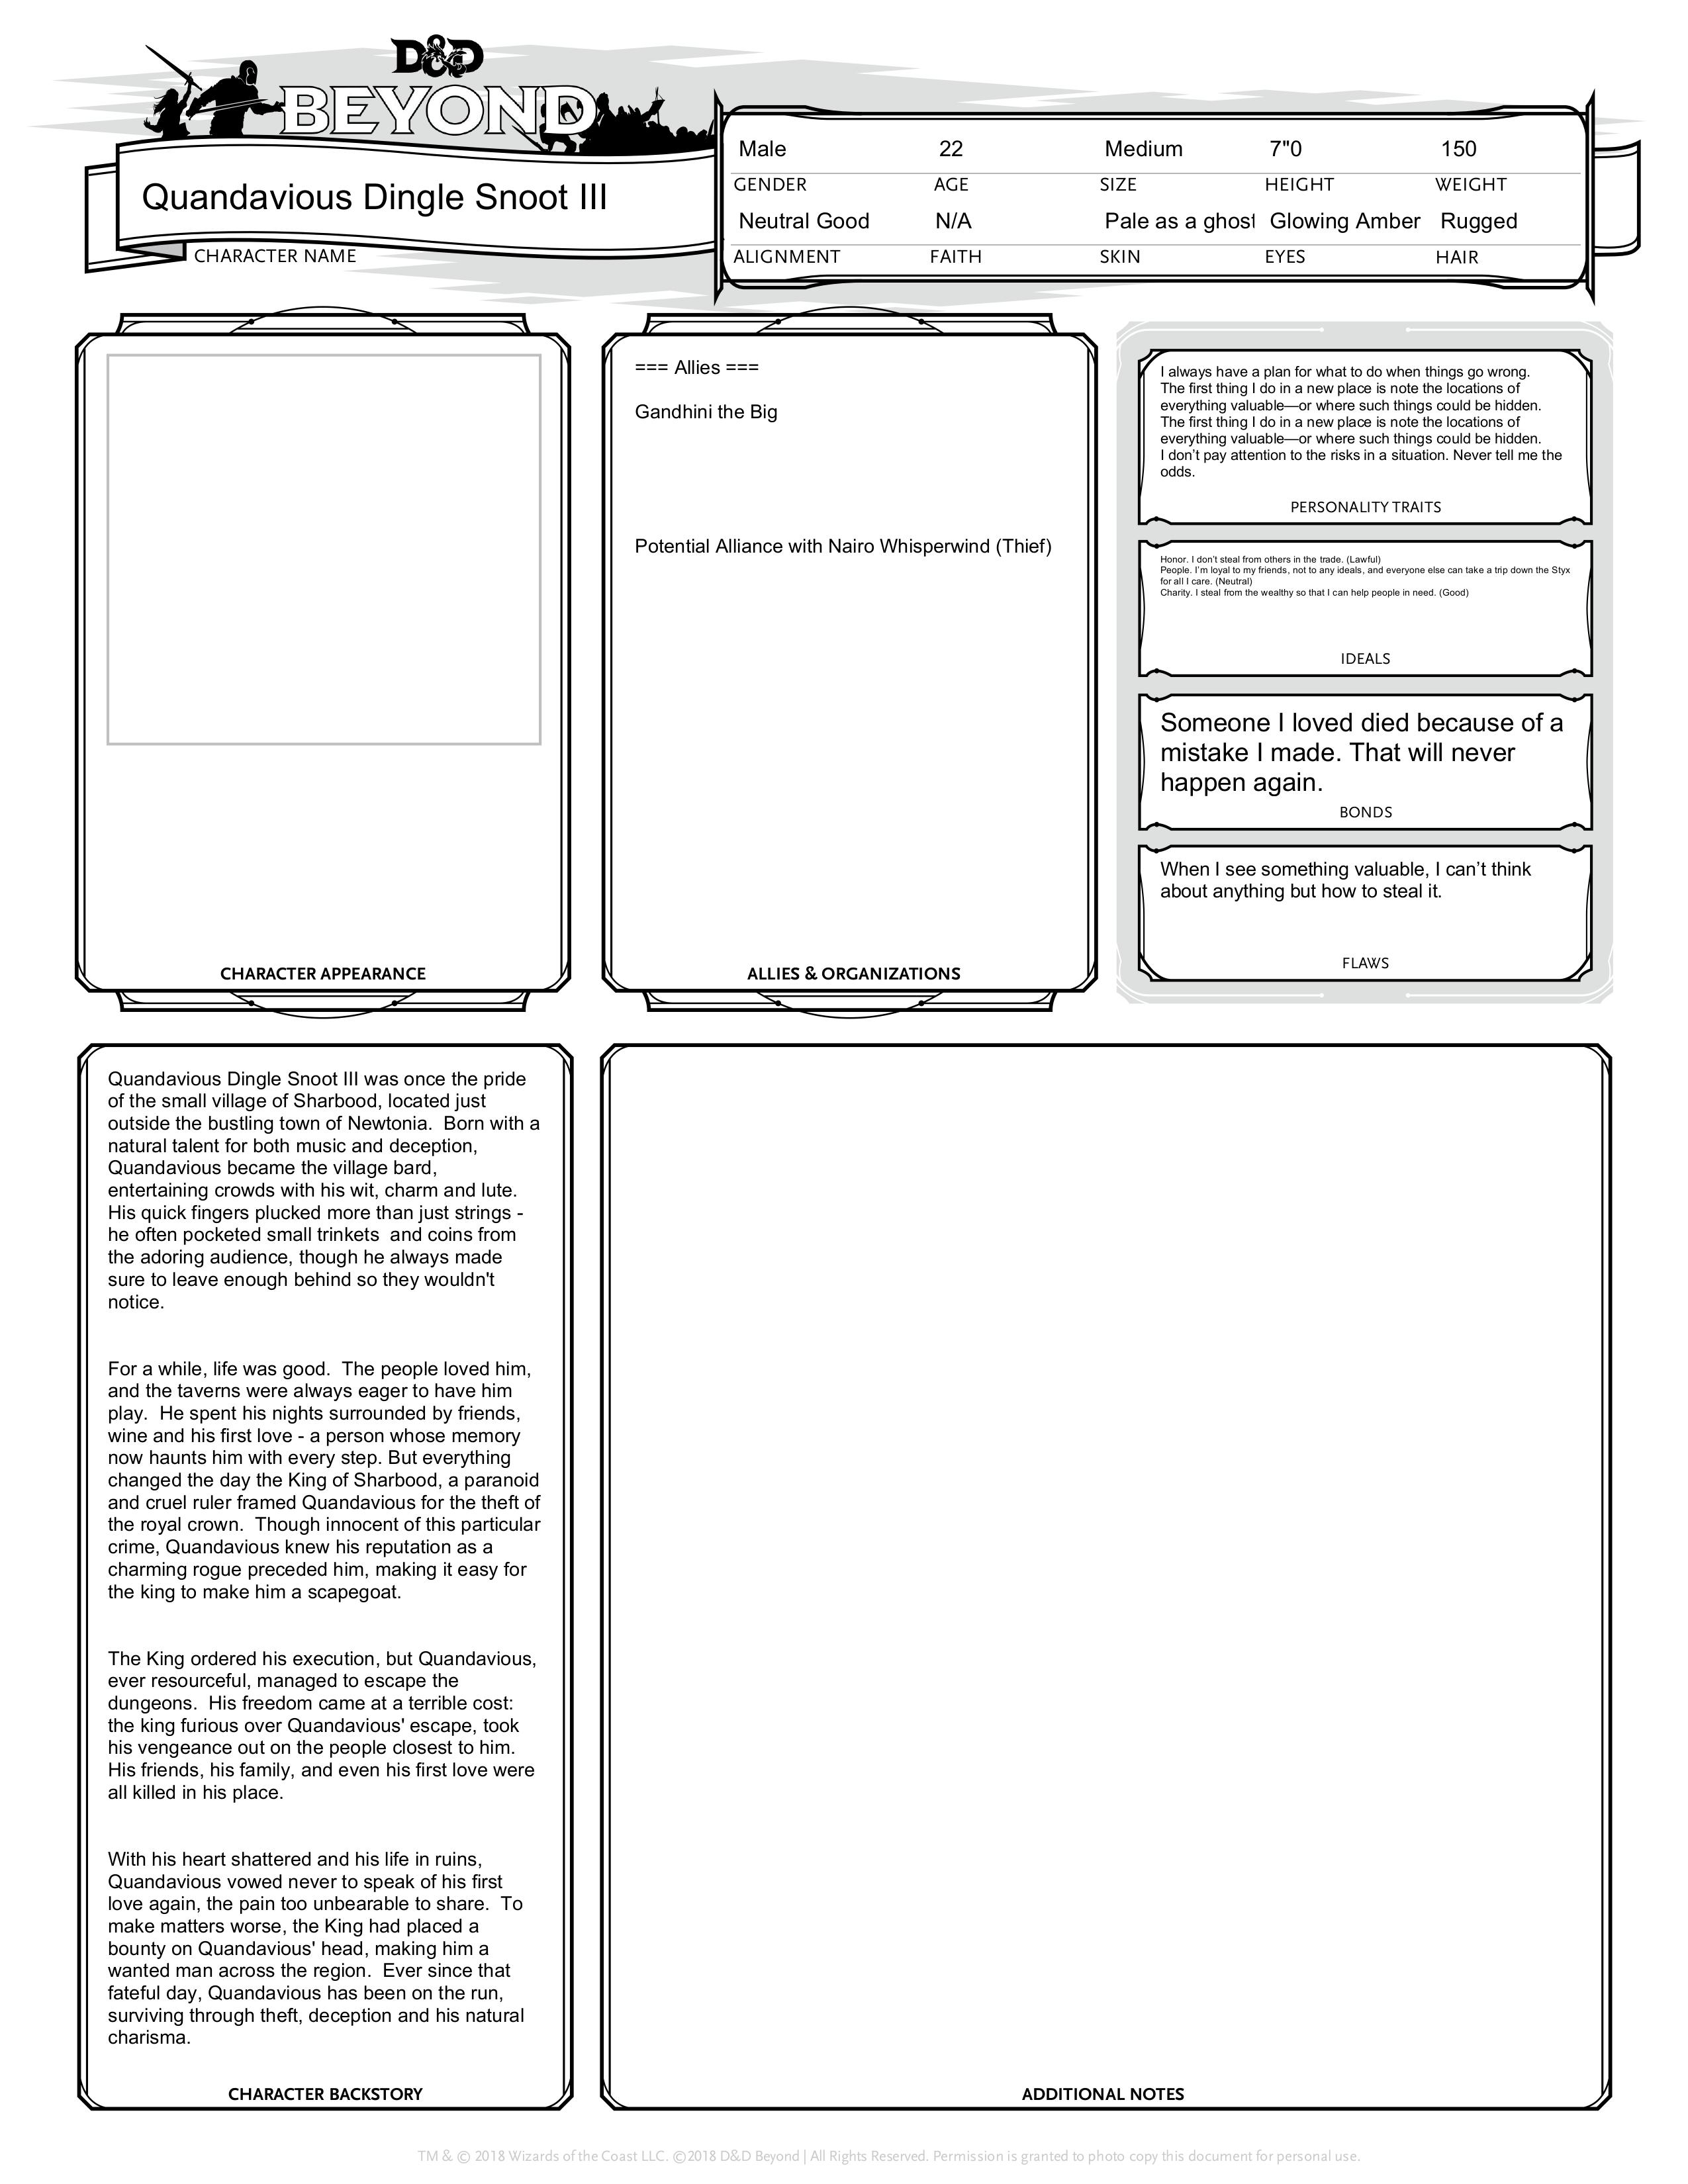 D&D
BEYOND
Quandavious Dingle Snoot III
CHARACTER NAME
Male 22 Medium 7"0 150
GENDER AGE SIZE HEIGHT WEIGHT
Neutral Good N/A Pale as a ghost Glowing Amber Rugged
ALIGNMENT FAITH SKIN EYES HAIR
CHARACTER APPEARANCE
=== Allies ===
Gandhini the Big
Potential Alliance with Nairo Whisperwind (Thief)
ALLIES & ORGANIZATIONS
I always have a plan for what to do when things go wrong.
The first thing I do in a new place is note the locations of
everything valuable—or where such things could be hidden.
The first thing I do in a new place is note the locations of
everything valuable—or where such things could be hidden.
I don’t pay attention to the risks in a situation. Never tell me the
odds.
PERSONALITY TRAITS
Honor. I don’t steal from others in the trade. (Lawful)
People. I’m loyal to my friends, not to any ideals, and everyone else can take a trip down the Styx
for all I care. (Neutral)
Charity. I steal from the wealthy so that I can help people in need. (Good)
IDEALS
Someone I loved died because of a
mistake I made. That will never
happen again.
BONDS
When I see something valuable, I can’t think
about anything but how to steal it.
FLAWS
Quandavious Dingle Snoot III was once the pride
of the small village of Sharbood, located just
outside the bustling town of Newtonia.  Born with a
natural talent for both music and deception,
Quandavious became the village bard,
entertaining crowds with his wit, charm and lute.
His quick fingers plucked more than just strings -
he often pocketed small trinkets  and coins from
the adoring audience, though he always made
sure to leave enough behind so they wouldn't
notice.
For a while, life was good.  The people loved him,
and the taverns were always eager to have him
play.  He spent his nights surrounded by friends,
wine and his first love - a person whose memory
now haunts him with every step. But everything
changed the day the King of Sharbood, a paranoid
and cruel ruler framed Quandavious for the theft of
the royal crown.  Though innocent of this particular
crime, Quandavious knew his reputation as a
charming rogue preceded him, making it easy for
the king to make him a scapegoat.
The King ordered his execution, but Quandavious,
ever resourceful, managed to escape the
dungeons.  His freedom came at a terrible cost:
the king furious over Quandavious' escape, took
his vengeance out on the people closest to him.
His friends, his family, and even his first love were
all killed in his place.
With his heart shattered and his life in ruins,
Quandavious vowed never to speak of his first
love again, the pain too unbearable to share.  To
make matters worse, the King had placed a
bounty on Quandavious' head, making him a
wanted man across the region.  Ever since that
fateful day, Quandavious has been on the run,
surviving through theft, deception and his natural
charisma.
CHARACTER BACKSTORY
ADDITIONAL NOTES
TM & © 2018 Wizards of the Coast LLC. ©2018 D&D Beyond | All Rights Reserved. Permission is granted to photo copy this document for personal use.